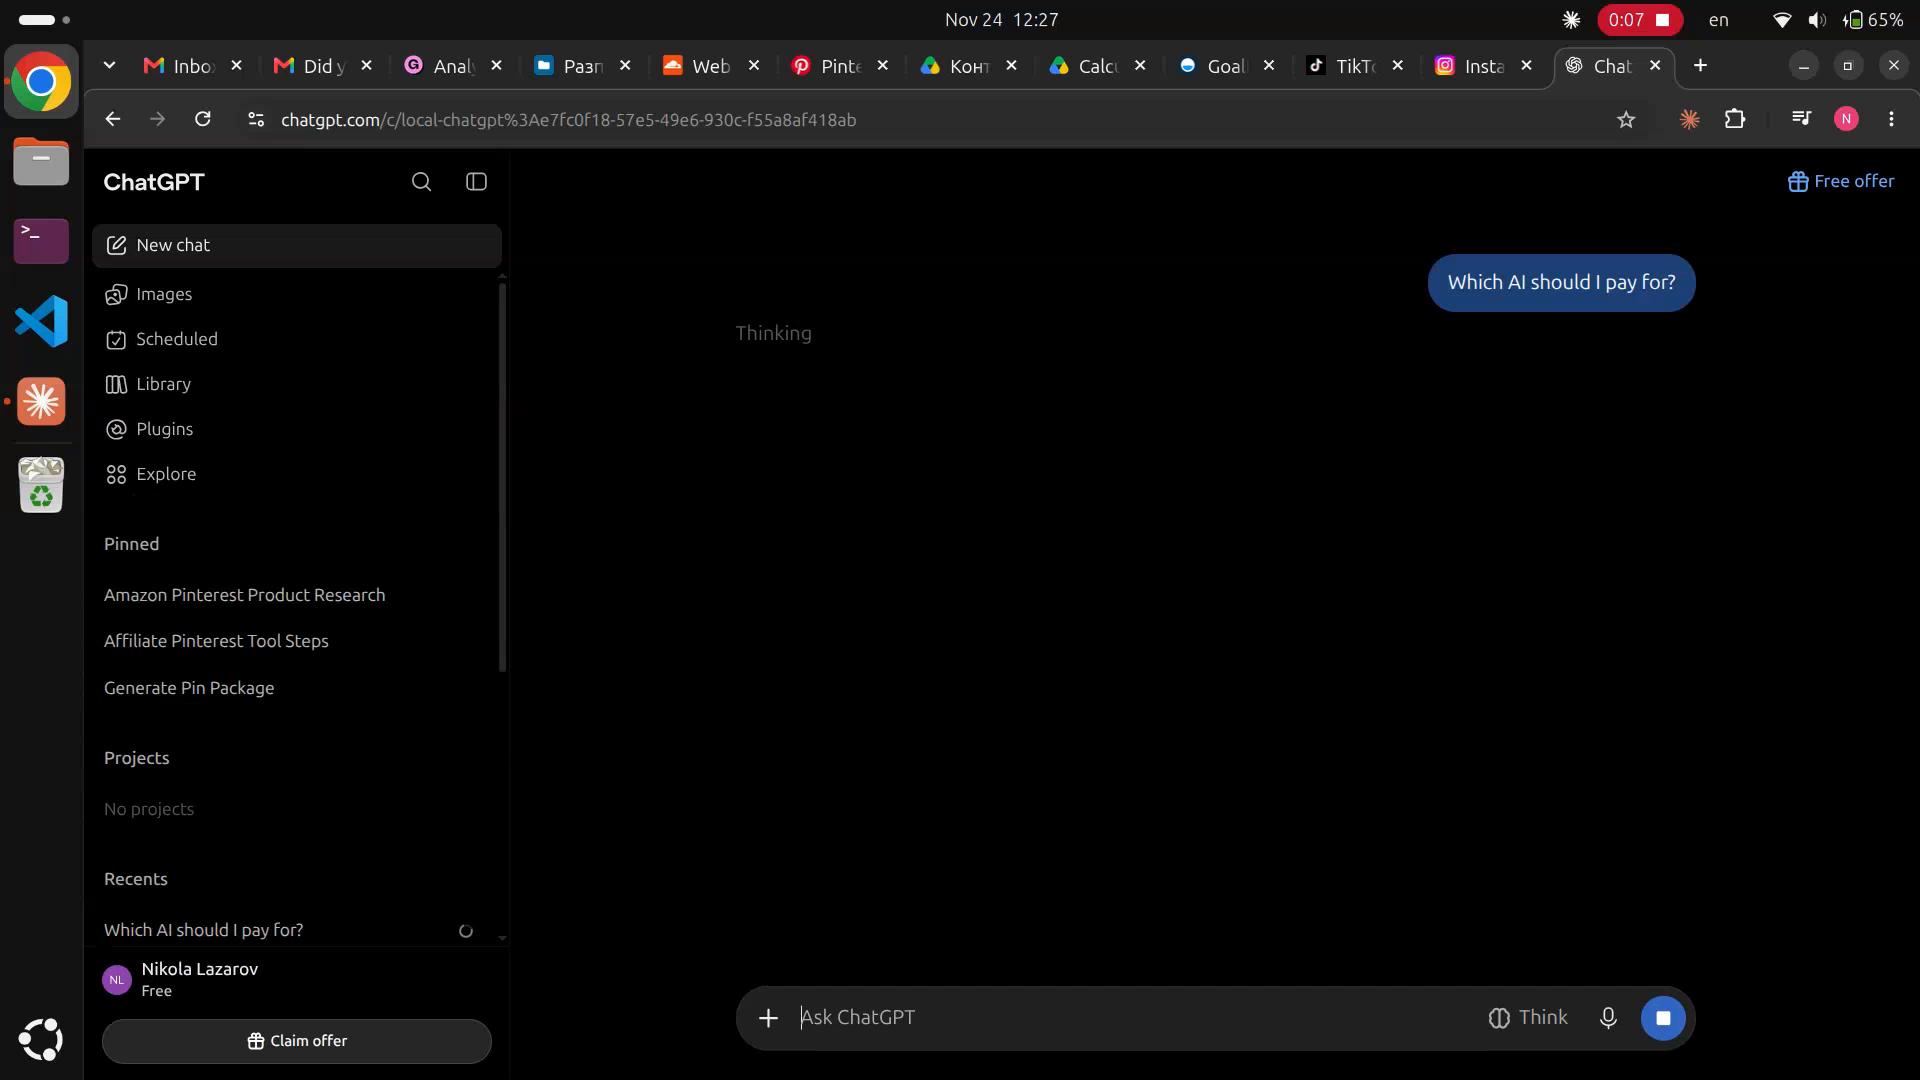 Nov 24 12:27
0:07
en
65%
Inbo
Did y
Analy
Разп
Web
Pinte
Конт
Calcu
Goal
TikTo
Insta
Chat
chatgpt.com/c/local-chatgpt%3Ae7fc0f18-57e5-49e6-930c-f55a8af418ab
N
ChatGPT
Free offer
New chat
Images
Scheduled
Library
Plugins
Explore
Which AI should I pay for?
Thinking
Pinned
Amazon Pinterest Product Research
Affiliate Pinterest Tool Steps
Generate Pin Package
Projects
No projects
Recents
Which AI should I pay for?
NL
Nikola Lazarov
Free
Claim offer
Ask ChatGPT
Think